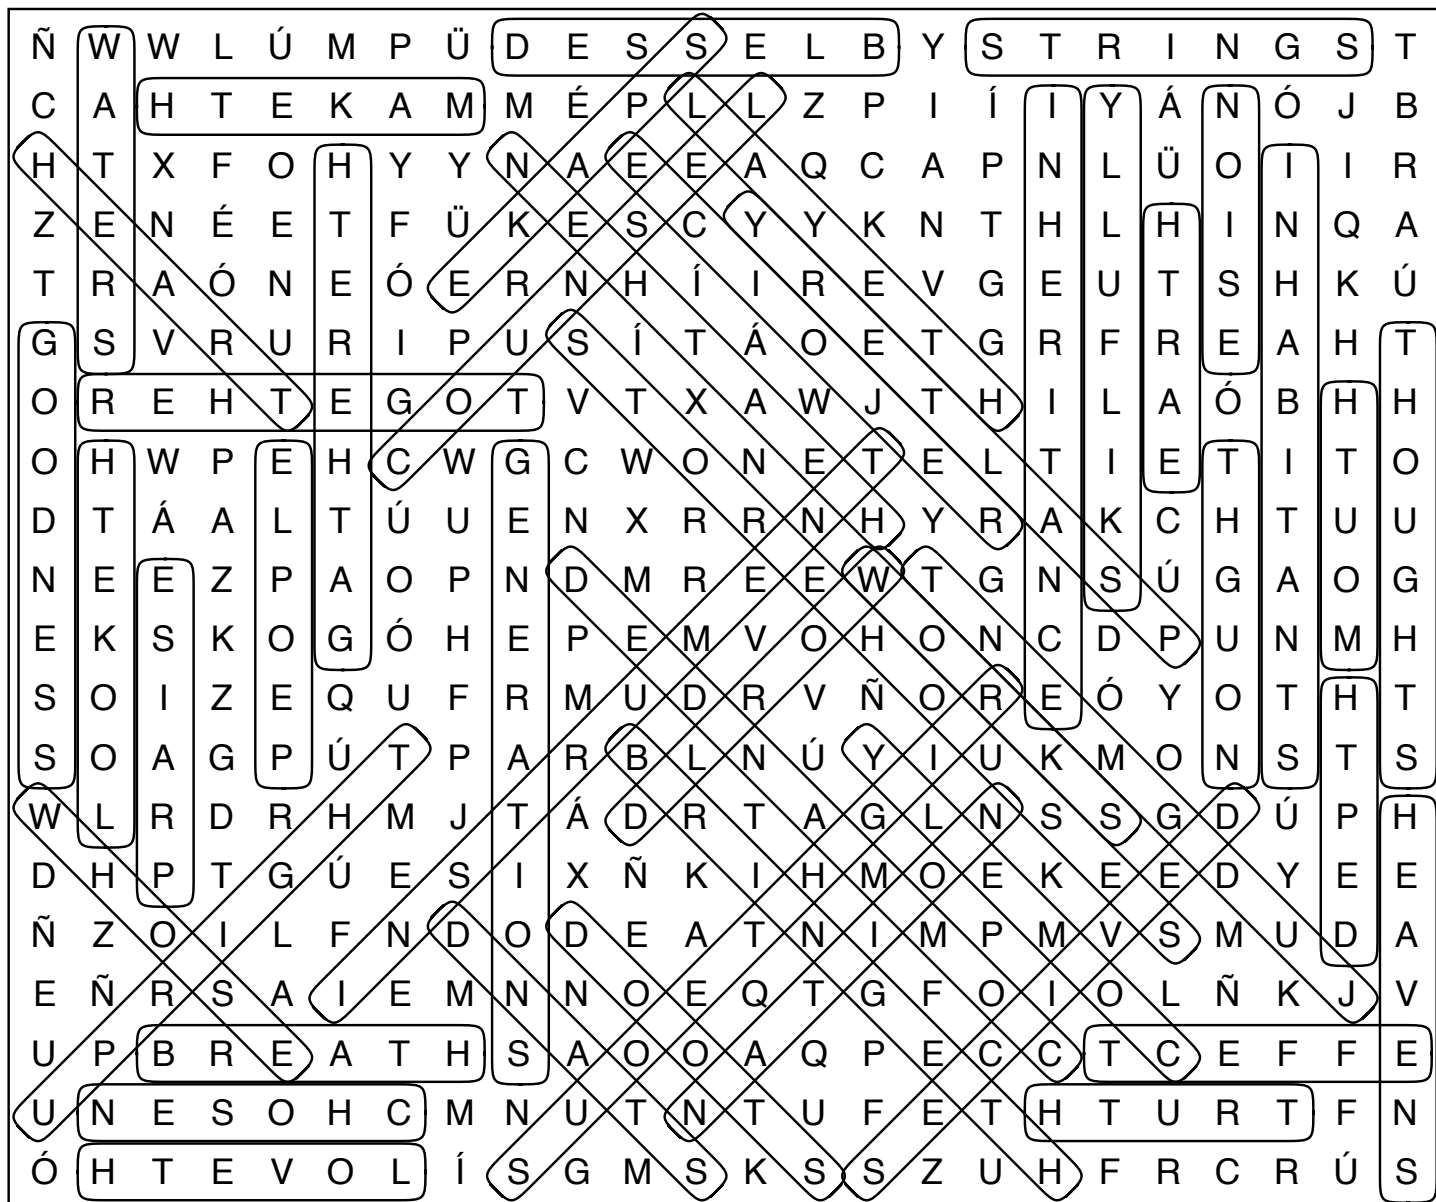 Ñ W W L Ú M P Ü D E S S E L B Y S T R I N G S T
C A H T E K A M M É P L L Z P I Í I Y Á N Ó J B
H T X F O H Y Y N A E E A Q C A P N L Ü O I I R
Z E N É E T F Ü K E S C Y Y K N T H L H I N Q A
T R A Ó N E Ó E R N H Í I R E V G E U T S H K Ú
G S V R U R I P U S Í T Á O E T G R F R E A H T
O R E H T E G O T V T X A W J T H I L A Ó B H H
O H W P E H C W G C W O N E T E L T I E T I T O
D T Á A L T Ú U E N X R R N H Y R A K C H T U U
N E E Z P A O P N D M R E E W T G N S Ú G A O G
E K S K O G Ó H E P E M V O H O N C D P U N M H
S O I Z E Q U F R M U D R V Ñ O R E Ó Y O T H T
S O A G P Ú T P A R B L N Ú Y I U K M O N S T S
W L R D R H M J T Á D R T A G L N S S G D Ú P H
D H P T G Ú E S I X Ñ K I H M O E K E E D Y E E
Ñ Z O I L F N D O D E A T N I M P M V S M U D A
E Ñ R S A I E M N N O E Q T G F O I O L Ñ K J V
U P B R E A T H S A O O A Q P E C C T C E F F E
U N E S O H C M N U T N T U F E T H T U R T F N
Ó H T E V O L Í S G M S K S S Z U H F R C R Ú S